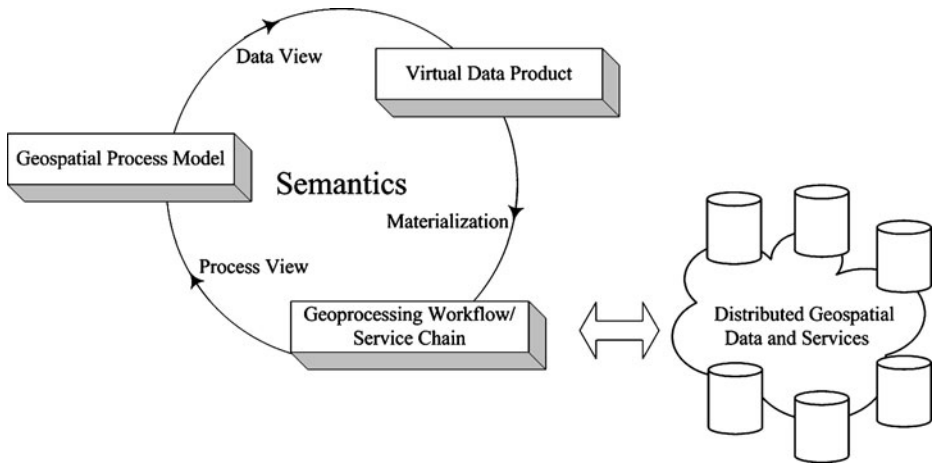 Data View
Virtual Data Product
Geospatial Process Model
Semantics
Materialization
Process View
Geoprocessing Workflow/
Service Chain
Distributed Geospatial
Data and Services